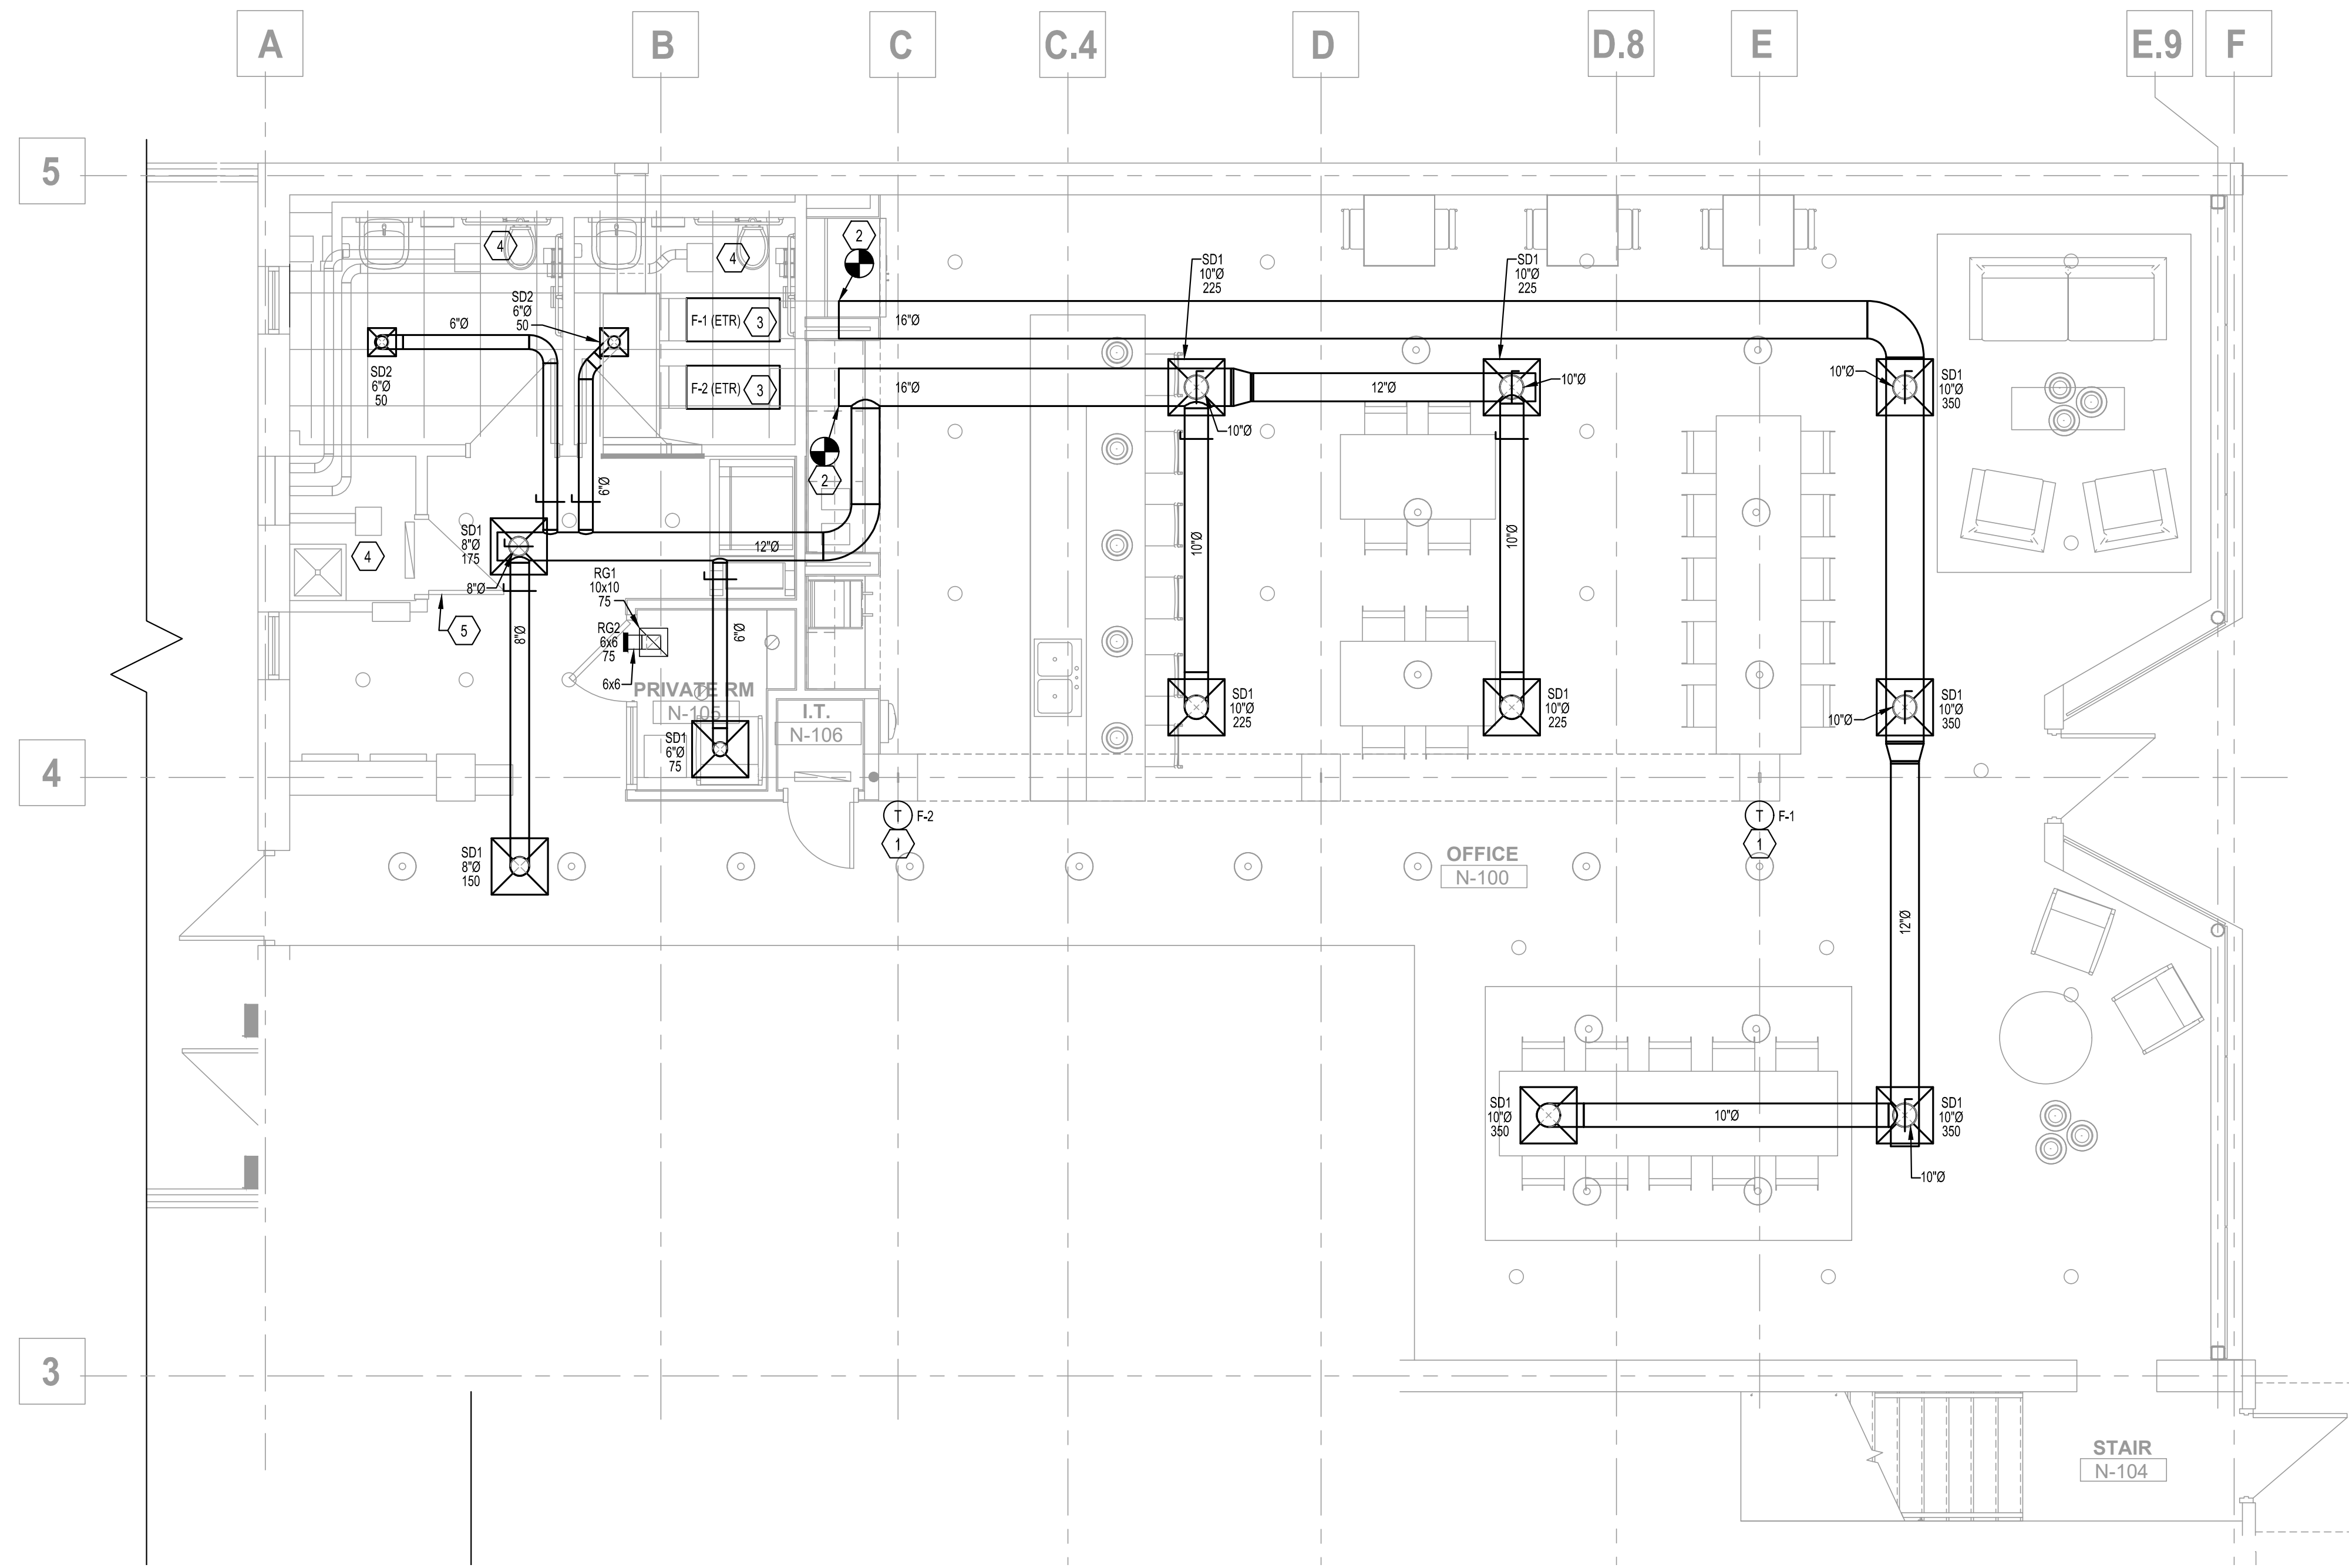 A
B
C
C.4
D
D.8
E
E.9
F
5
4
3
2
4
4
SD1
10"Ø
225
SD1
10"Ø
225
SD2
6"Ø
50
6"Ø
F-1 (ETR)
3
16"Ø
SD2
6"Ø
50
F-2 (ETR)
3
16"Ø
12"Ø
10"Ø
10"Ø
SD1
10"Ø
350
10"Ø
2
6"Ø
SD1
8"Ø
175
4
12"Ø
8"Ø
10"Ø
10"Ø
RG1
10x10
75
RG2
6x6
75
6x6
5
8"Ø
6"Ø
PRIVATE RM
N-105
I.T.
N-106
SD1
6"Ø
75
SD1
10"Ø
225
SD1
10"Ø
225
10"Ø
SD1
10"Ø
350
T
F-2
1
T
F-1
1
SD1
8"Ø
150
OFFICE
N-100
12"Ø
SD1
10"Ø
350
10"Ø
SD1
10"Ø
350
10"Ø
STAIR
N-104